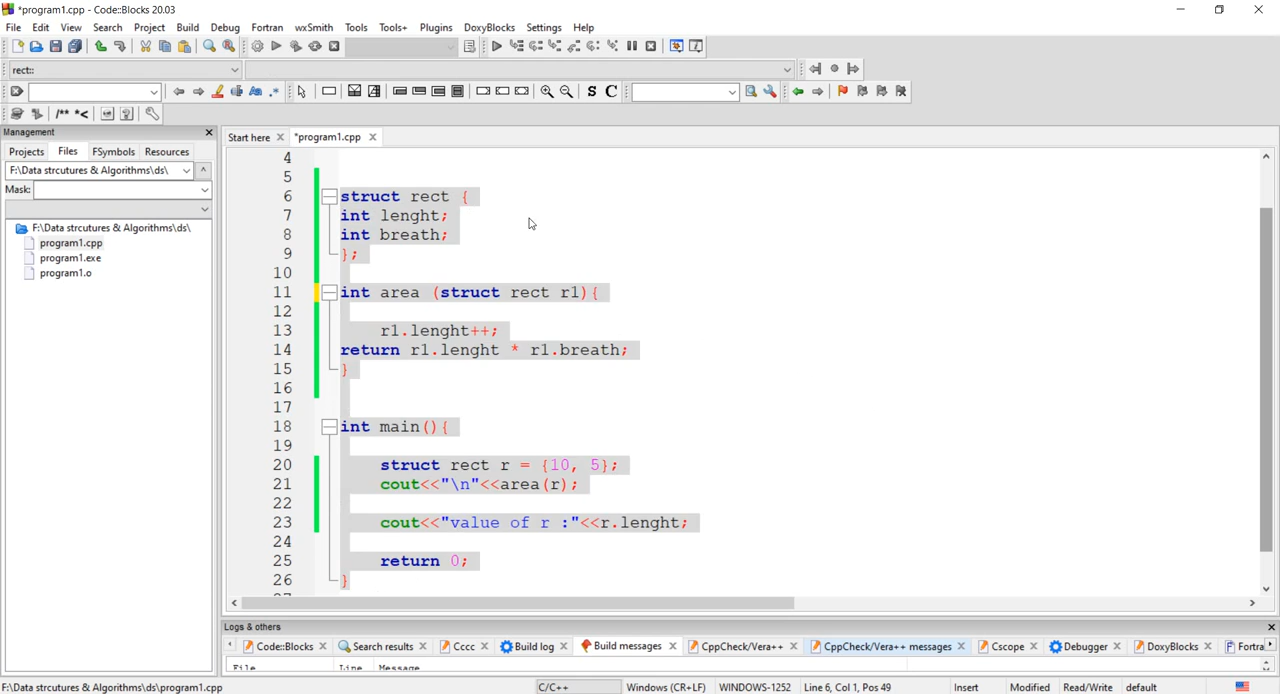 *program1.cpp - Code::Blocks 20.03
File Edit View Search Project Build Debug Fortran wxSmith Tools Tools+ Plugins DoxyBlocks Settings Help
rect::
/** *<
S C
Management
Start here *program1.cpp
Projects Files FSymbols Resources
F:\Data strcutures & Algorithms\ds\
Mask:
F:\Data strcutures & Algorithms\ds\
program1.cpp
program1.exe
program1.o
4
5
6 struct rect {
7 int lenght;
8 int breath;
9 };
10
11 int area (struct rect r1){
12
13 r1.lenght++;
14 return r1.lenght * r1.breath;
15 }
16
17
18 int main(){
19
20 struct rect r = {10, 5};
21 cout<<"\n"<<area(r);
22
23 cout<<"value of r :"<<r.lenght;
24
25 return 0;
26 }
Logs & others
Code::Blocks Search results Cccc Build log Build messages CppCheck/Vera++ CppCheck/Vera++ messages Cscope Debugger DoxyBlocks Fortra
File Line Message
F:\Data strcutures & Algorithms\ds\program1.cpp C/C++ Windows (CR+LF) WINDOWS-1252 Line 6, Col 1, Pos 49 Insert Modified Read/Write default